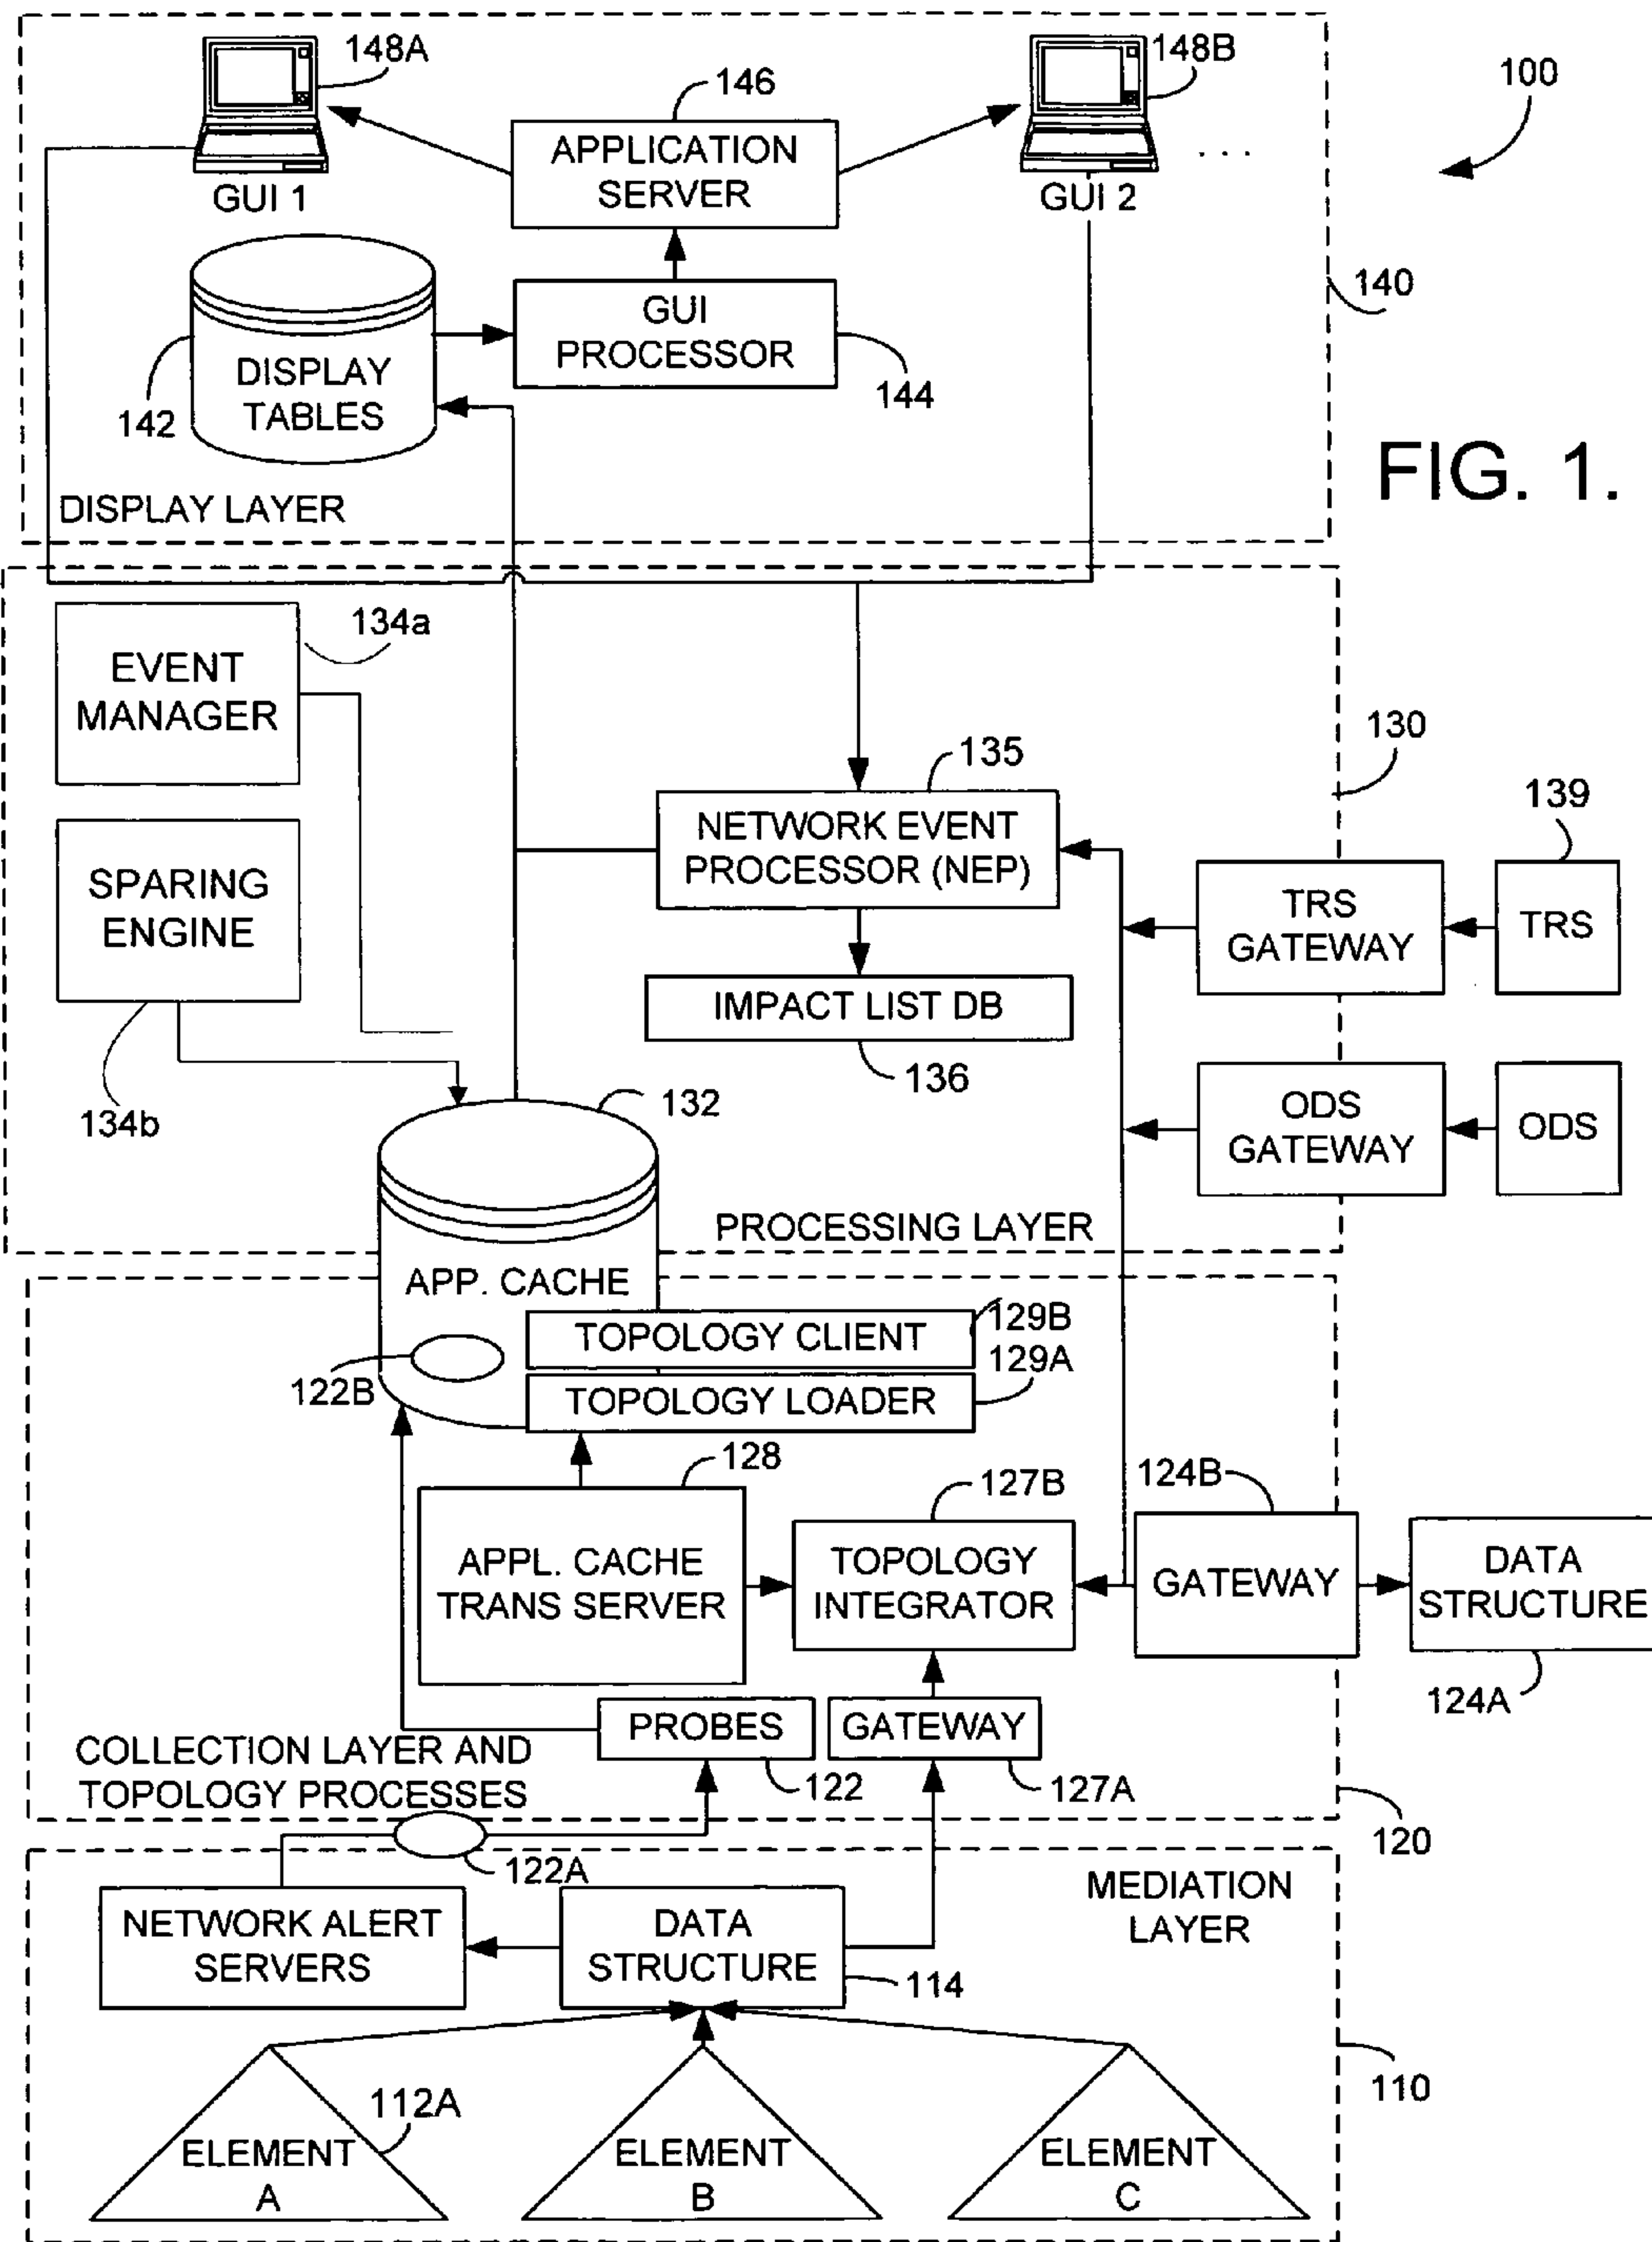 148A
146
148B
100
APPLICATION
SERVER
. . .
GUI 1
GUI 2
140
GUI
PROCESSOR
DISPLAY
TABLES
142
144
FIG. 1.
DISPLAY LAYER
134a
EVENT
MANAGER
130
135
139
NETWORK EVENT
PROCESSOR (NEP)
SPARING
ENGINE
TRS
GATEWAY
TRS
IMPACT LIST DB
136
132
134b
ODS
GATEWAY
ODS
PROCESSING LAYER
APP. CACHE
129B
TOPOLOGY CLIENT
129A
122B
TOPOLOGY LOADER
128
124B
127B
APPL. CACHE
TRANS SERVER
TOPOLOGY
INTEGRATOR
GATEWAY
DATA
STRUCTURE
124A
PROBES
GATEWAY
COLLECTION LAYER AND
TOPOLOGY PROCESSES
122
127A
120
122A
MEDIATION
LAYER
NETWORK ALERT
SERVERS
DATA
STRUCTURE
114
110
112A
ELEMENT
A
ELEMENT
B
ELEMENT
C